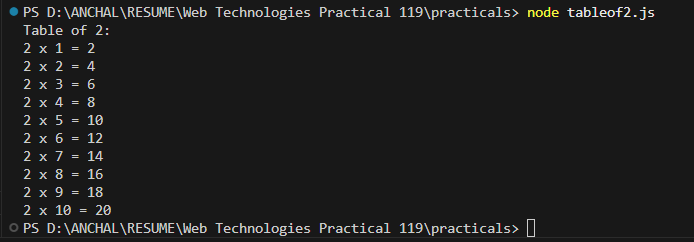 PS D:\ANCHAL\RESUME\Web Technologies Practical 119\practicals> node tableof2.js
Table of 2:
2 x 1 = 2
2 x 2 = 4
2 x 3 = 6
2 x 4 = 8
2 x 5 = 10
2 x 6 = 12
2 x 7 = 14
2 x 8 = 16
2 x 9 = 18
2 x 10 = 20
PS D:\ANCHAL\RESUME\Web Technologies Practical 119\practicals>